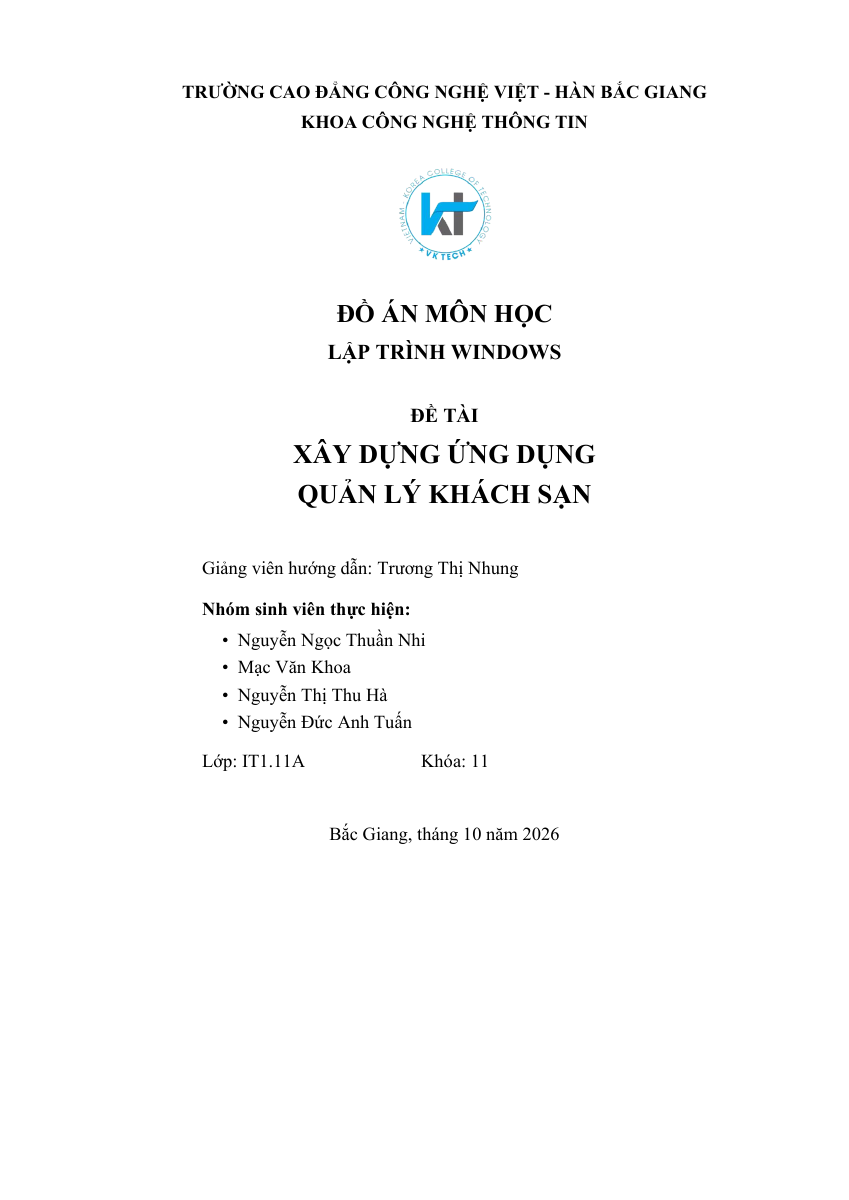 TRƯỜNG CAO ĐẲNG CÔNG NGHỆ VIỆT - HÀN BẮC GIANG
KHOA CÔNG NGHỆ THÔNG TIN
VIETNAM - KOREA COLLEGE OF TECHNOLOGY
VKTECH
ĐỒ ÁN MÔN HỌC
LẬP TRÌNH WINDOWS
ĐỀ TÀI
XÂY DỰNG ỨNG DỤNG
QUẢN LÝ KHÁCH SẠN
Giảng viên hướng dẫn: Trương Thị Nhung
Nhóm sinh viên thực hiện:
• Nguyễn Ngọc Thuần Nhi
• Mạc Văn Khoa
• Nguyễn Thị Thu Hà
• Nguyễn Đức Anh Tuấn
Lớp: IT1.11A Khóa: 11
Bắc Giang, tháng 10 năm 2026